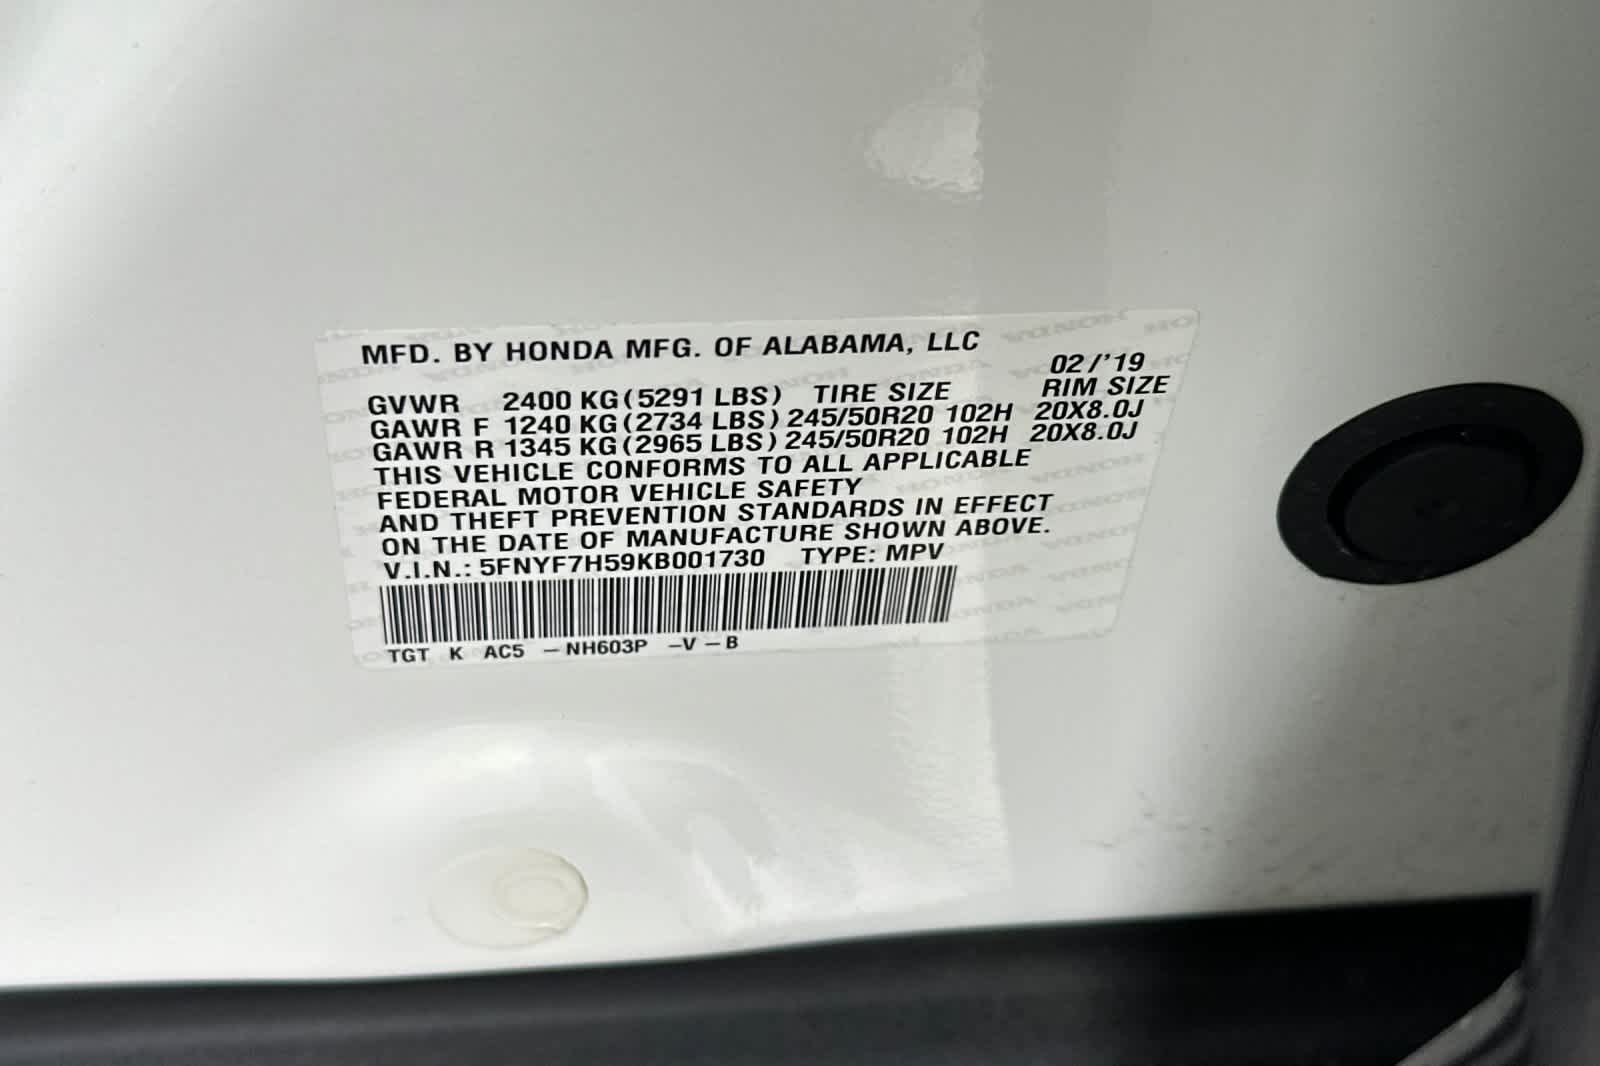 MFD. BY HONDA MFG. OF ALABAMA, LLC
02/'19
GVWR 2400 KG(5291 LBS) TIRE SIZE RIM SIZE
GAWR F 1240 KG(2734 LBS) 245/50R20 102H 20X8.0J
GAWR R 1345 KG(2965 LBS) 245/50R20 102H 20X8.0J
THIS VEHICLE CONFORMS TO ALL APPLICABLE
FEDERAL MOTOR VEHICLE SAFETY
AND THEFT PREVENTION STANDARDS IN EFFECT
ON THE DATE OF MANUFACTURE SHOWN ABOVE.
V.I.N.: 5FNYF7H59KB001730 TYPE: MPV
TGT K AC5 -NH603P -V-B